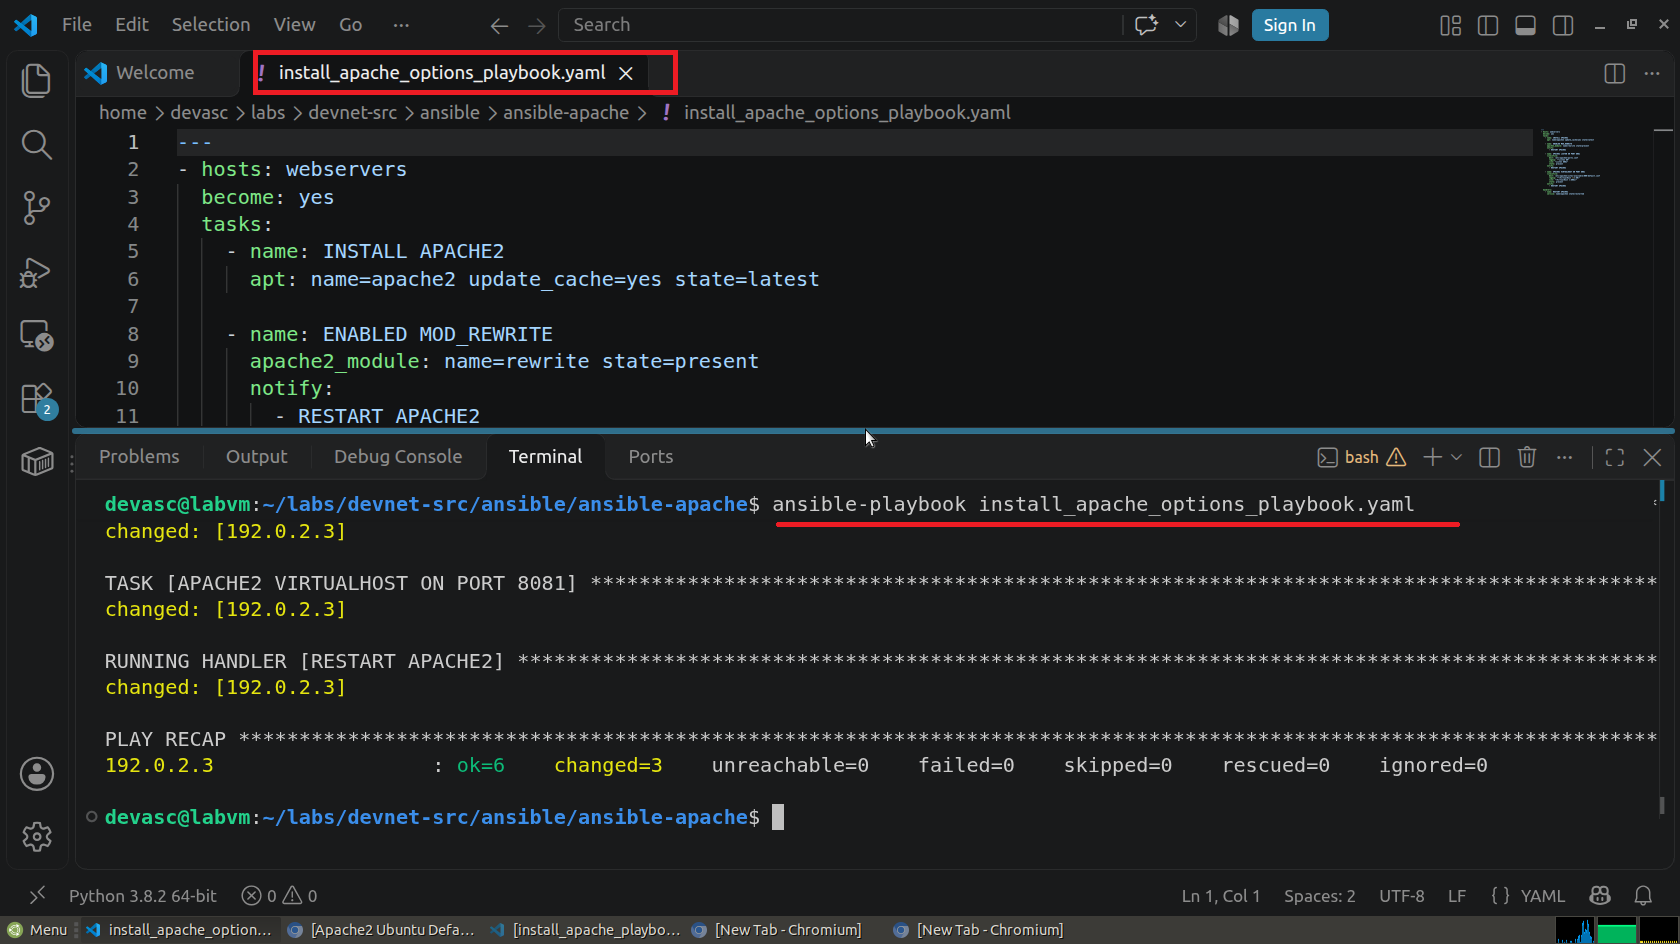 File Edit Selection View Go ··· Search Sign In
Welcome ! install_apache_options_playbook.yaml
home > devasc > labs > devnet-src > ansible > ansible-apache > ! install_apache_options_playbook.yaml
1 ---
2 - hosts: webservers
3 become: yes
4 tasks:
5 - name: INSTALL APACHE2
6 apt: name=apache2 update_cache=yes state=latest
7
8 - name: ENABLED MOD_REWRITE
9 apache2_module: name=rewrite state=present
10 notify:
11 - RESTART APACHE2
Problems Output Debug Console Terminal Ports bash
devasc@labvm:~/labs/devnet-src/ansible/ansible-apache$ ansible-playbook install_apache_options_playbook.yaml
changed: [192.0.2.3]
TASK [APACHE2 VIRTUALHOST ON PORT 8081] ****************************************************************************************
changed: [192.0.2.3]
RUNNING HANDLER [RESTART APACHE2] **********************************************************************************************
changed: [192.0.2.3]
PLAY RECAP *********************************************************************************************************************
192.0.2.3 : ok=6 changed=3 unreachable=0 failed=0 skipped=0 rescued=0 ignored=0
devasc@labvm:~/labs/devnet-src/ansible/ansible-apache$
2
Python 3.8.2 64-bit 0 0 Ln 1, Col 1 Spaces: 2 UTF-8 LF { } YAML
Menu install_apache_option... [Apache2 Ubuntu Defa... [install_apache_playbo... [New Tab - Chromium] [New Tab - Chromium]